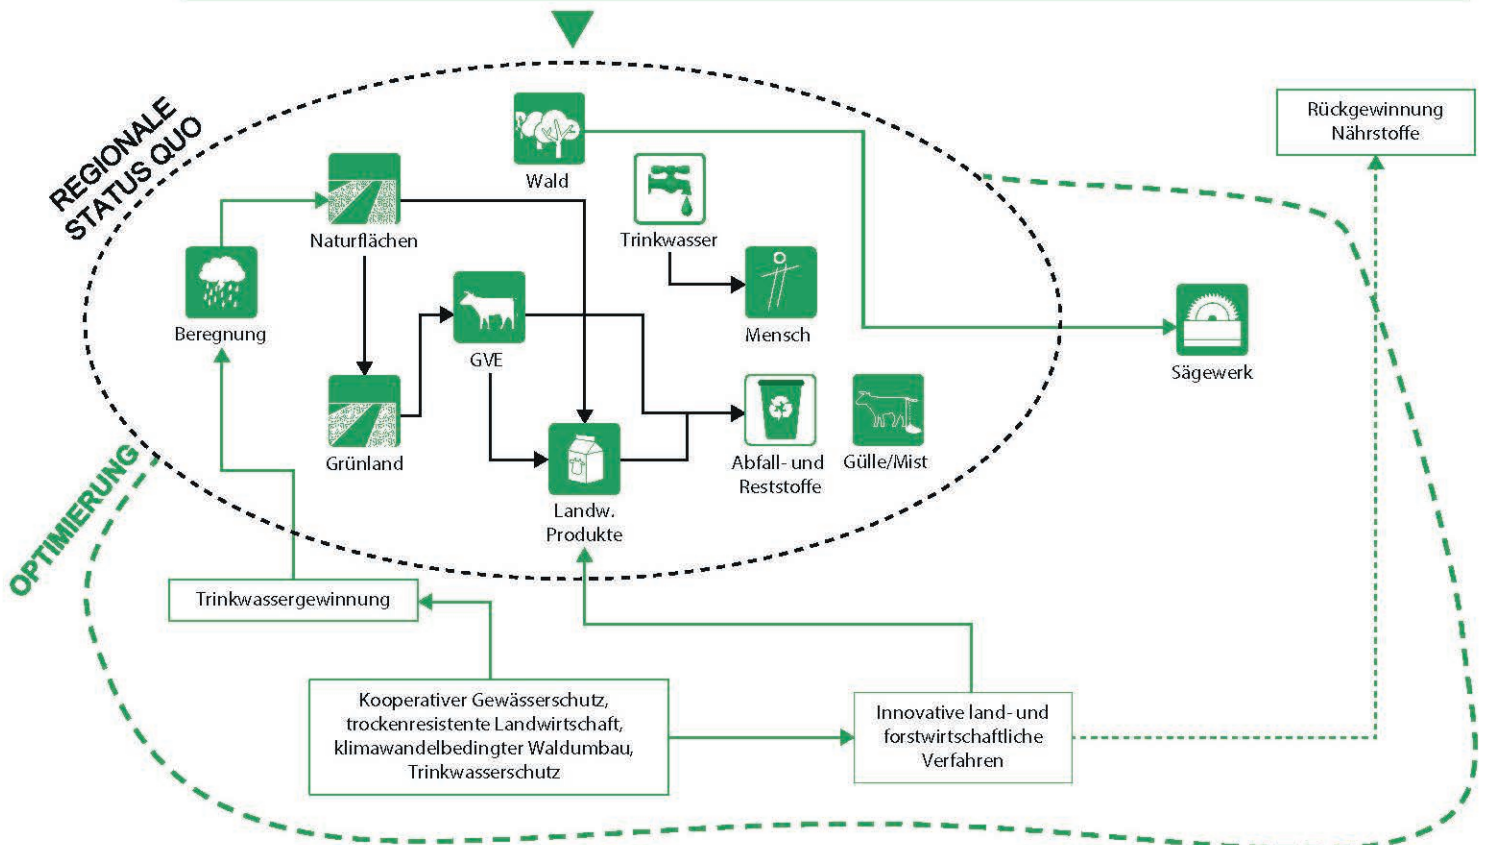 REGIONALE
STATUS QUO
Wald
Rückgewinnung
Nährstoffe
Naturflächen
Trinkwasser
Beregnung
GVE
Mensch
Sägewerk
Grünland
Abfall- und
Reststoffe
Gülle/Mist
Landw.
Produkte
OPTIMIERUNG
Trinkwassergewinnung
Kooperativer Gewässerschutz,
trockenresistente Landwirtschaft,
klimawandelbedingter Waldumbau,
Trinkwasserschutz
Innovative land- und
forstwirtschaftliche
Verfahren